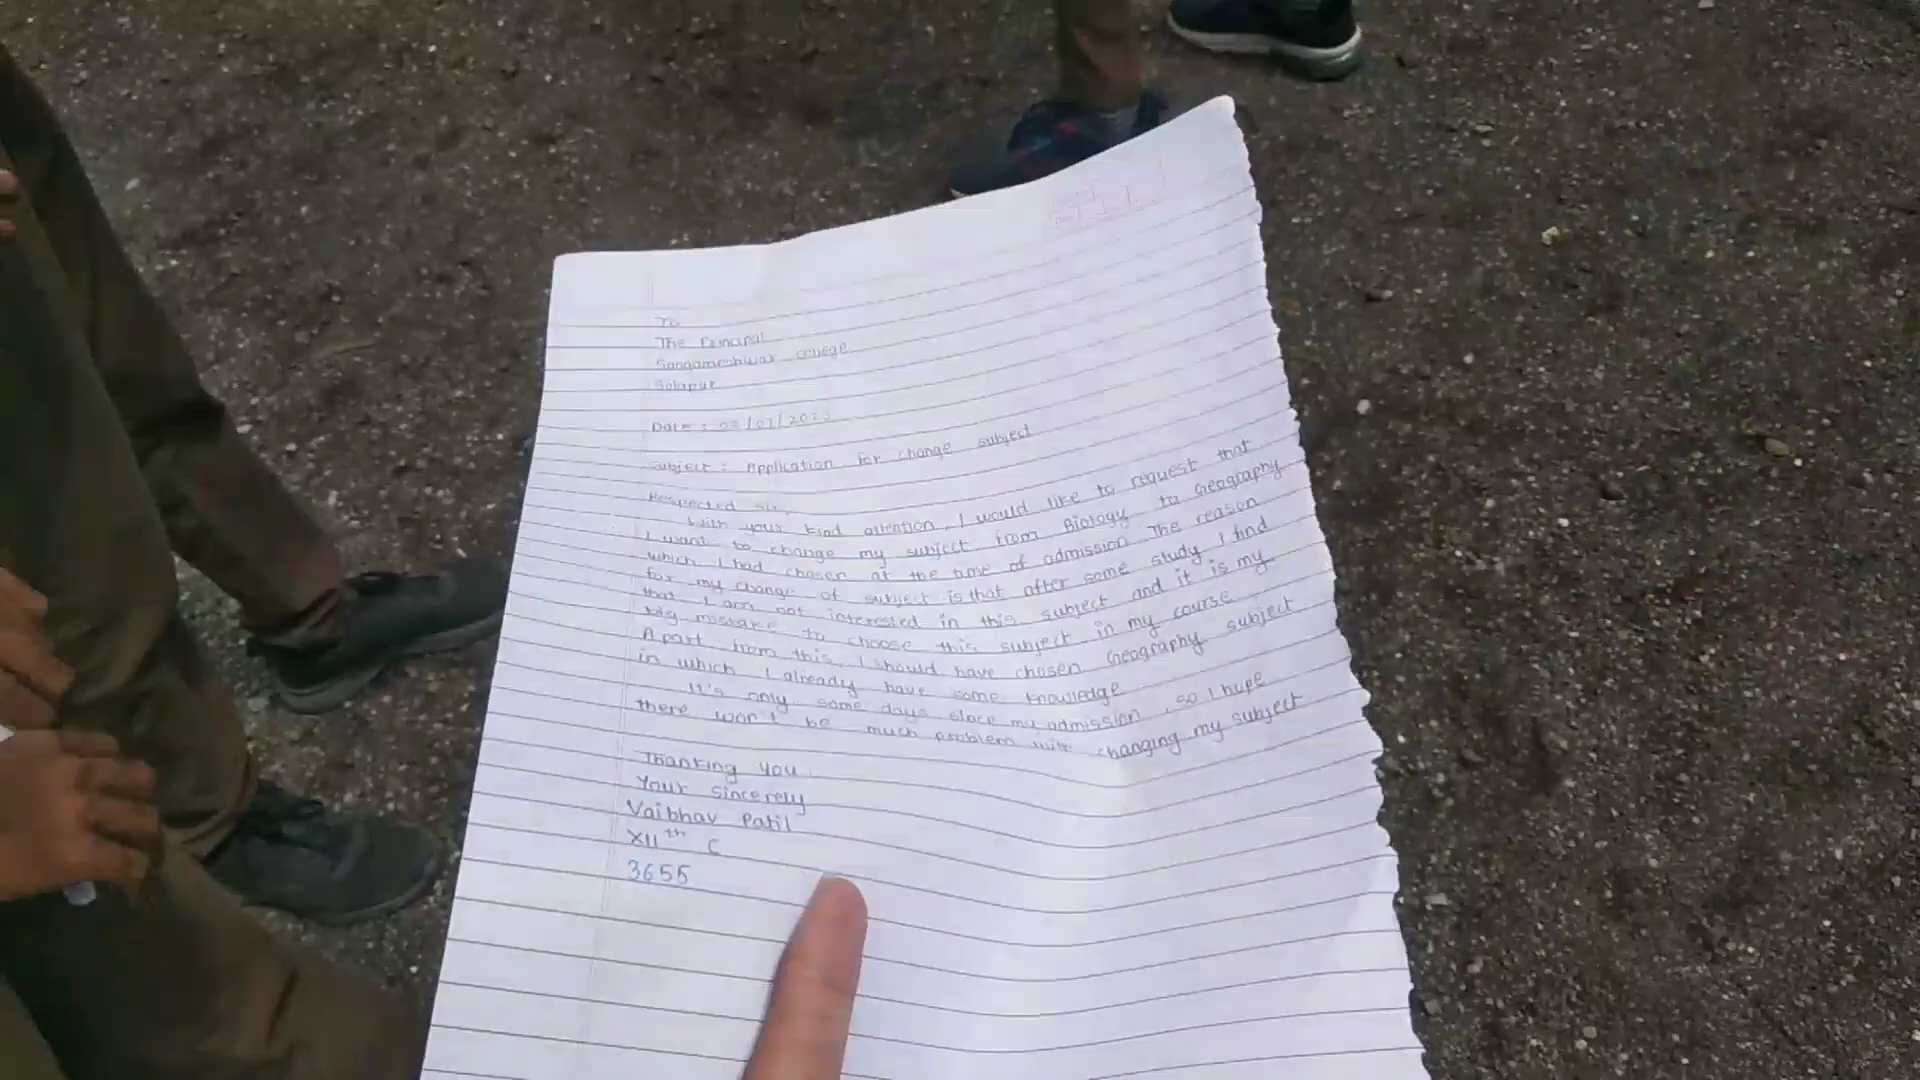 To
The Principal
Sangameshwar college
Solapur
Date : 03/07/2023
Subject : Application for change subject
Respected sir,
With your kind attention, I would like to request that
I want to change my subject from Biology to Geography
which I had chosen at the time of admission The reason
for my change of subject is that after some study I find
that I am not interested in this subject and it is my
big mistake to choose this subject in my course
Apart from this, I should have chosen Geography subject
in which I already have some knowledge
It's only some days since my admission, so I hope
there won't be much problem with changing my subject
Thanking you
Your sincerely
Vaibhav Patil
XIIth C
3655